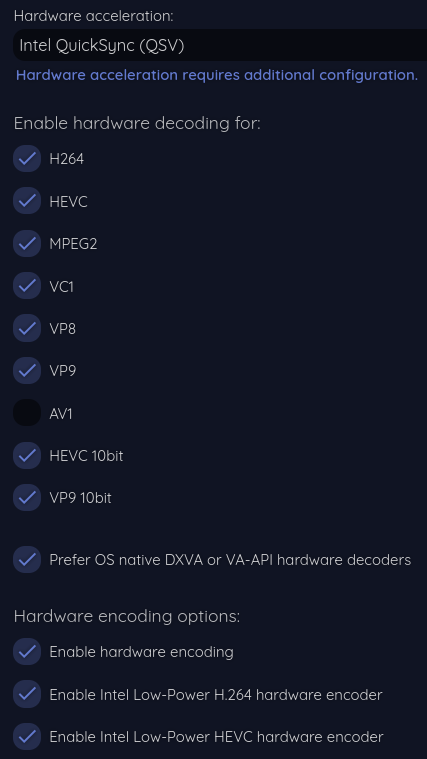 Hardware acceleration:
Intel QuickSync (QSV)
Hardware acceleration requires additional configuration.
Enable hardware decoding for:
H264
HEVC
MPEG2
VC1
VP8
VP9
AV1
HEVC 10bit
VP9 10bit
Prefer OS native DXVA or VA-API hardware decoders
Hardware encoding options:
Enable hardware encoding
Enable Intel Low-Power H.264 hardware encoder
Enable Intel Low-Power HEVC hardware encoder